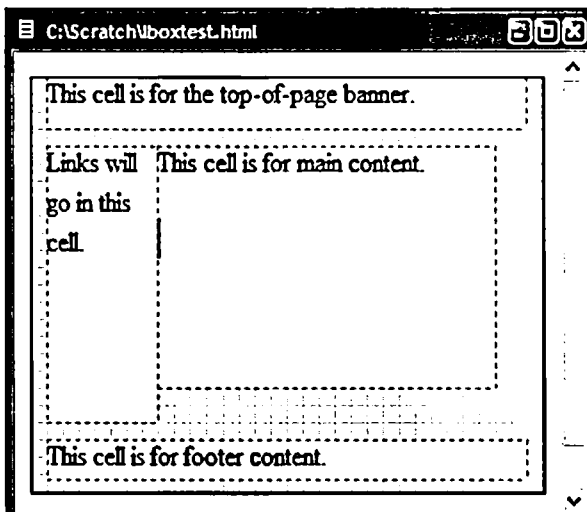 C:\Scratch\lboxtest.html
This cell is for the top-of-page banner.
Links will
go in this
cell.
This cell is for main content.
This cell is for footer content.